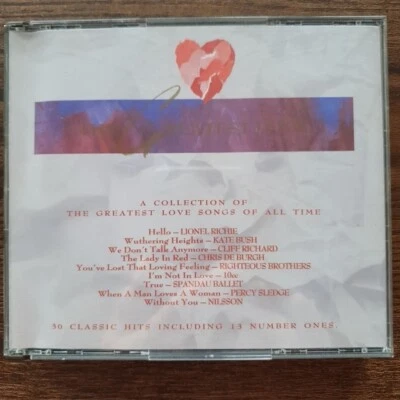 A COLLECTION OF
THE GREATEST LOVE SONGS OF ALL TIME
Hello – LIONEL RICHIE
Wuthering Heights – KATE BUSH
We Don't Talk Anymore – CLIFF RICHARD
The Lady In Red – CHRIS DE BURGH
You've Lost That Loving Feeling – RIGHTEOUS BROTHERS
I'm Not In Love – 10cc
True – SPANDAU BALLET
When A Man Loves A Woman – PERCY SLEDGE
Without You – NILSSON
36 CLASSIC HITS INCLUDING 13 NUMBER ONES.